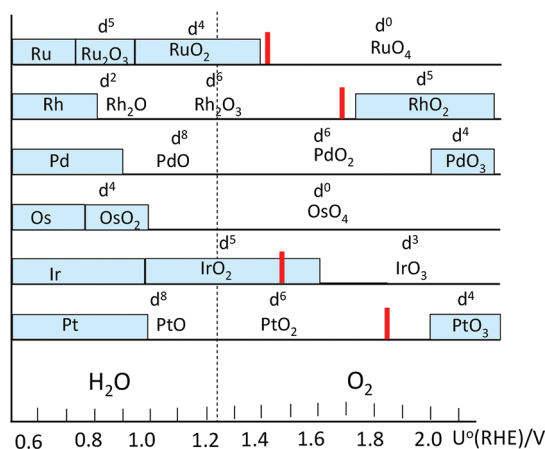 d⁵ d⁴ d⁰
Ru Ru₂O₃ RuO₂ RuO₄
d² d⁶ d⁵
Rh Rh₂O Rh₂O₃ RhO₂
d⁸ d⁶ d⁴
Pd PdO PdO₂ PdO₃
d⁴ d⁰
Os OsO₂ OsO₄
d⁵ d³
Ir IrO₂ IrO₃
d⁸ d⁶ d⁴
Pt PtO PtO₂ PtO₃
H₂O O₂
0.6 0.8 1.0 1.2 1.4 1.6 1.8 2.0 U⁰(RHE)/V